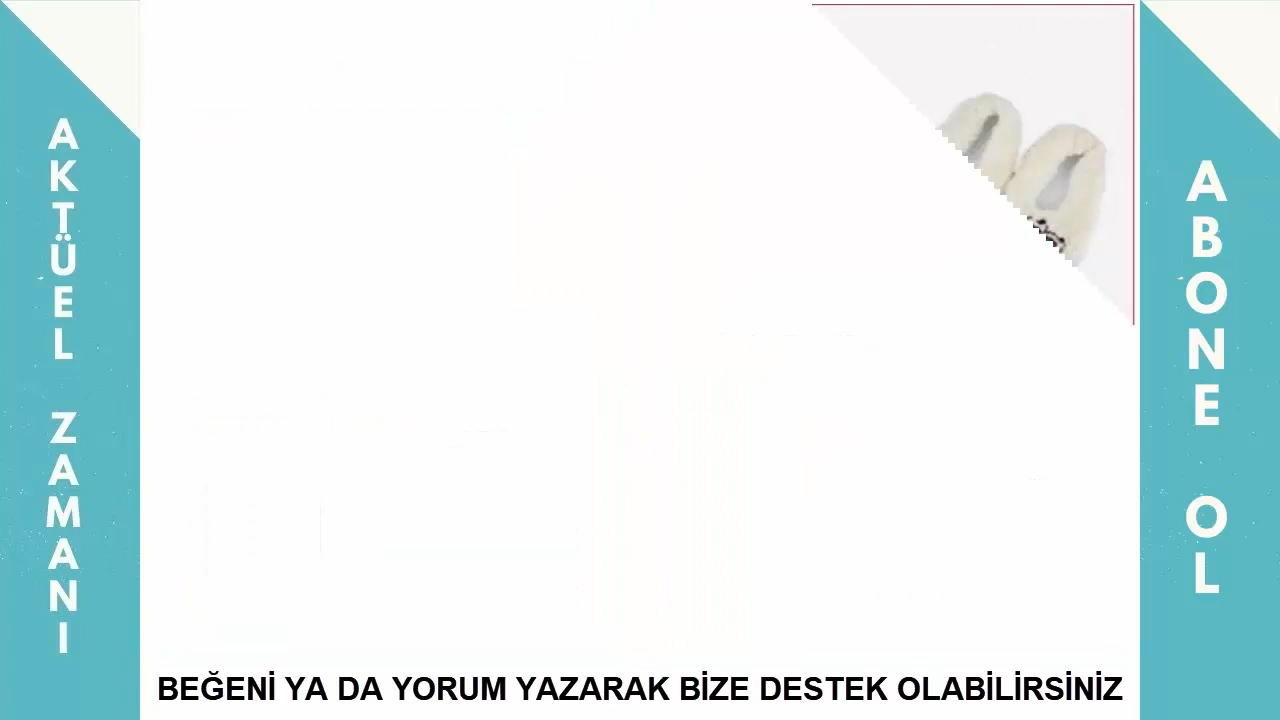 AKTÜEL ZAMANI
ABONE OL
BEĞENİ YA DA YORUM YAZARAK BİZE DESTEK OLABİLİRSİNİZ